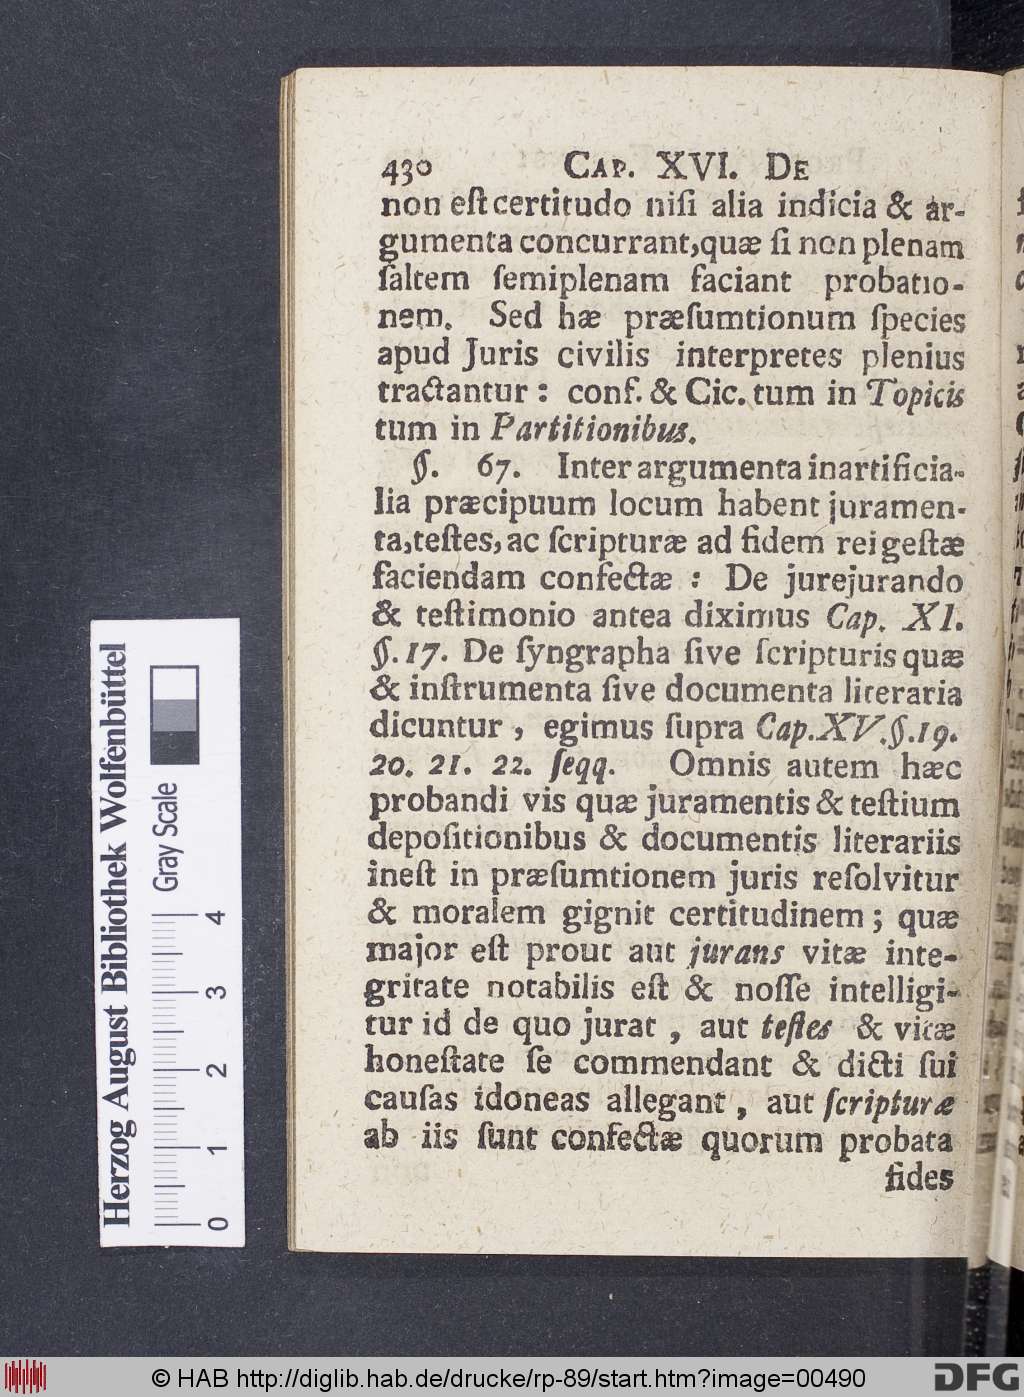 430 CAP. XVI. DE
non eſt certitudo niſi alia indicia & ar-
gumenta concurrant, quæ ſi non plenam
ſaltem ſemiplenam faciant probatio-
nem. Sed hæ præſumtionum ſpecies
apud Juris civilis interpretes plenius
tractantur : conf. & Cic. tum in Topicis
tum in Partitionibus.
§. 67. Inter argumenta inartificia-
lia præcipuum locum habent juramen-
ta, teſtes, ac ſcripturæ ad fidem rei geſtæ
faciendam confectæ : De jurejurando
& teſtimonio antea diximus Cap. XI.
§. 17. De ſyngrapha ſive ſcripturis quæ
& inſtrumenta ſive documenta literaria
dicuntur , egimus ſupra Cap. XV. §. 19.
20. 21. 22. ſeqq. Omnis autem hæc
probandi vis quæ juramentis & teſtium
depoſitionibus & documentis literariis
ineſt in præſumtionem juris reſolvitur
& moralem gignit certitudinem ; quæ
major eſt prout aut jurans vitæ inte-
gritate notabilis eſt & noſſe intelligi-
tur id de quo jurat , aut teſtes & vitæ
honeſtate ſe commendant & dicti ſui
cauſas idoneas allegant , aut ſcripturæ
ab iis ſunt confectæ quorum probata
fides
Herzog August Bibliothek Wolfenbüttel
Gray Scale
0 1 2 3 4
© HAB http://diglib.hab.de/drucke/rp-89/start.htm?image=00490
DFG